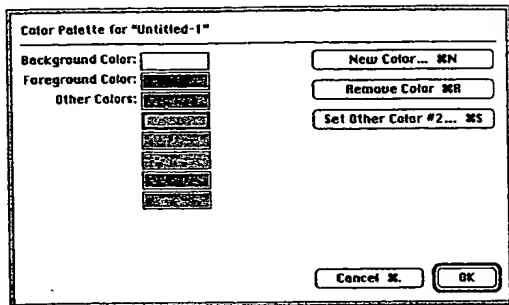 Color Palette for "Untitled-1"
Background Color:
New Color... ⌘N
Foreground Color:
Remove Color ⌘R
Other Colors:
Set Other Color #2... ⌘S
Cancel ⌘.
OK